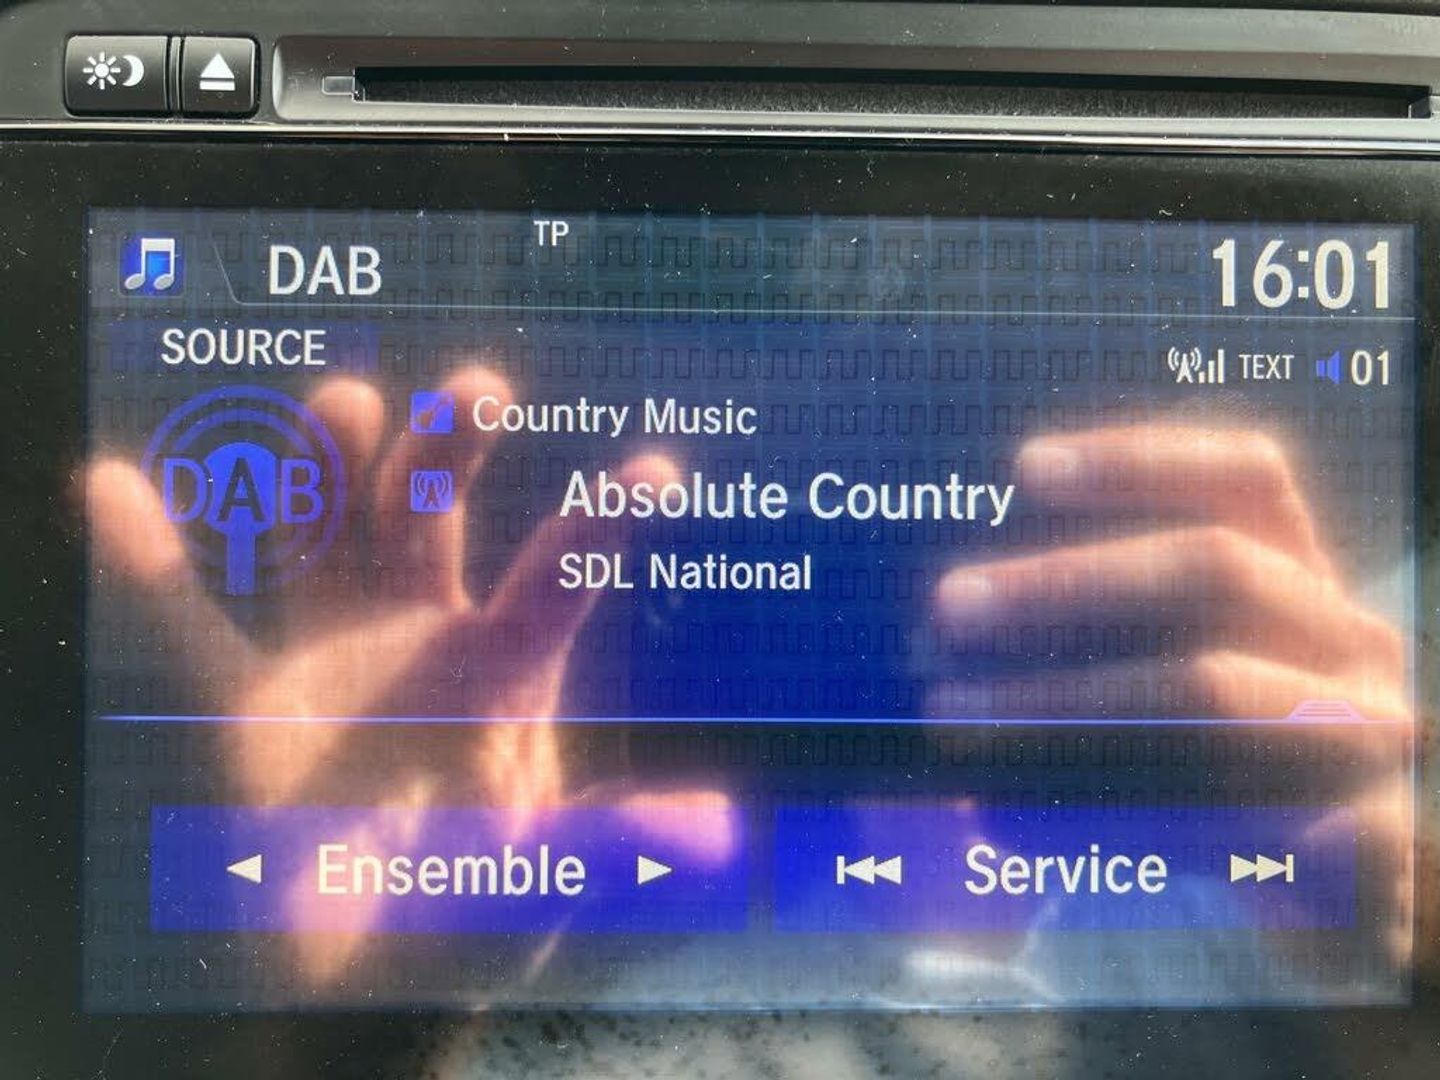 DAB
TP
16:01
SOURCE
TEXT
01
DAB
Country Music
Absolute Country
SDL National
Ensemble
Service